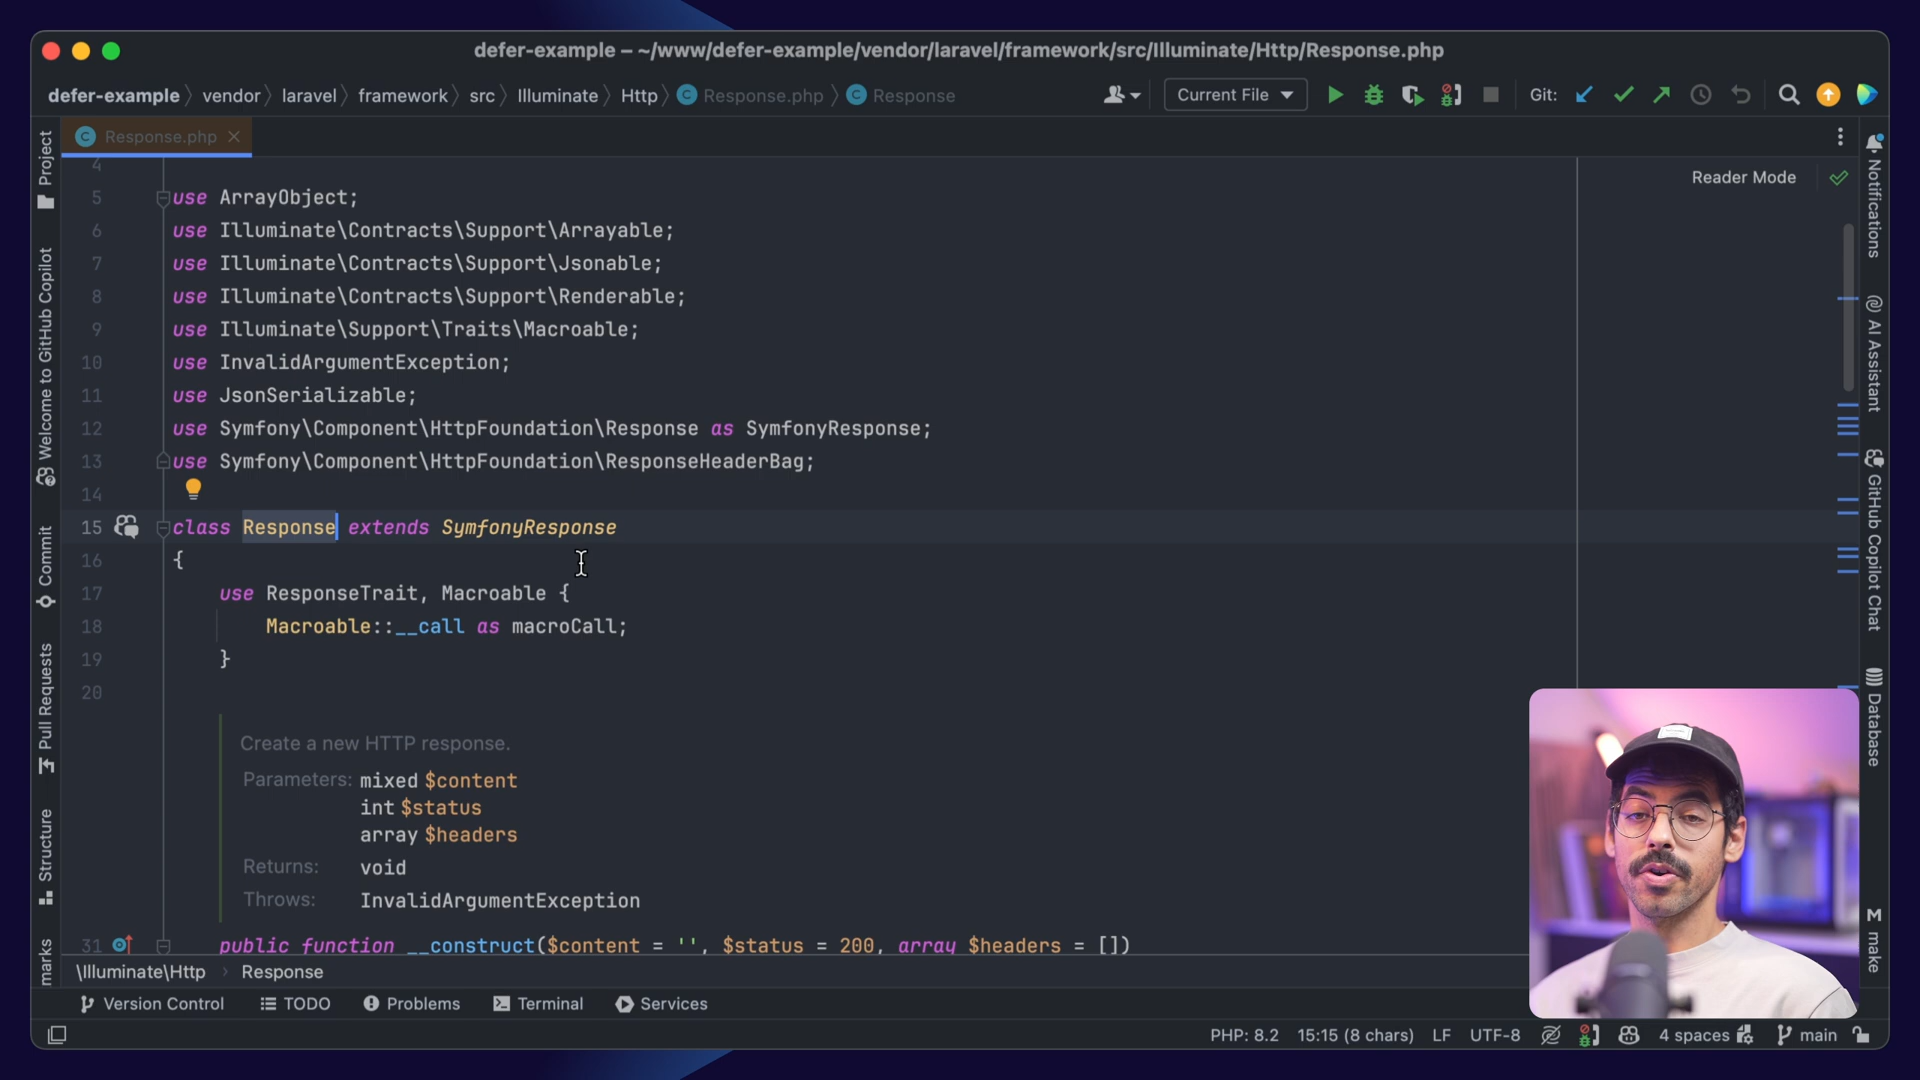 defer-example – ~/www/defer-example/vendor/laravel/framework/src/Illuminate/Http/Response.php
defer-example vendor laravel framework src Illuminate Http C Response.php C Response Current File Git:
C Response.php
Reader Mode
4
5 use ArrayObject;
6 use Illuminate\Contracts\Support\Arrayable;
7 use Illuminate\Contracts\Support\Jsonable;
8 use Illuminate\Contracts\Support\Renderable;
9 use Illuminate\Support\Traits\Macroable;
10 use InvalidArgumentException;
11 use JsonSerializable;
12 use Symfony\Component\HttpFoundation\Response as SymfonyResponse;
13 use Symfony\Component\HttpFoundation\ResponseHeaderBag;
14
15 class Response extends SymfonyResponse
16 {
17 use ResponseTrait, Macroable {
18 Macroable::__call as macroCall;
19 }
20
Create a new HTTP response.
Parameters: mixed $content
int $status
array $headers
Returns: void
Throws: InvalidArgumentException
31 public function __construct($content = '', $status = 200, array $headers = [])
\Illuminate\Http Response
Version Control TODO Problems Terminal Services
PHP: 8.2 15:15 (8 chars) LF UTF-8 4 spaces main
Project
Welcome to GitHub Copilot
Commit
Pull Requests
Structure
marks
Notifications
AI Assistant
GitHub Copilot Chat
Database
M make